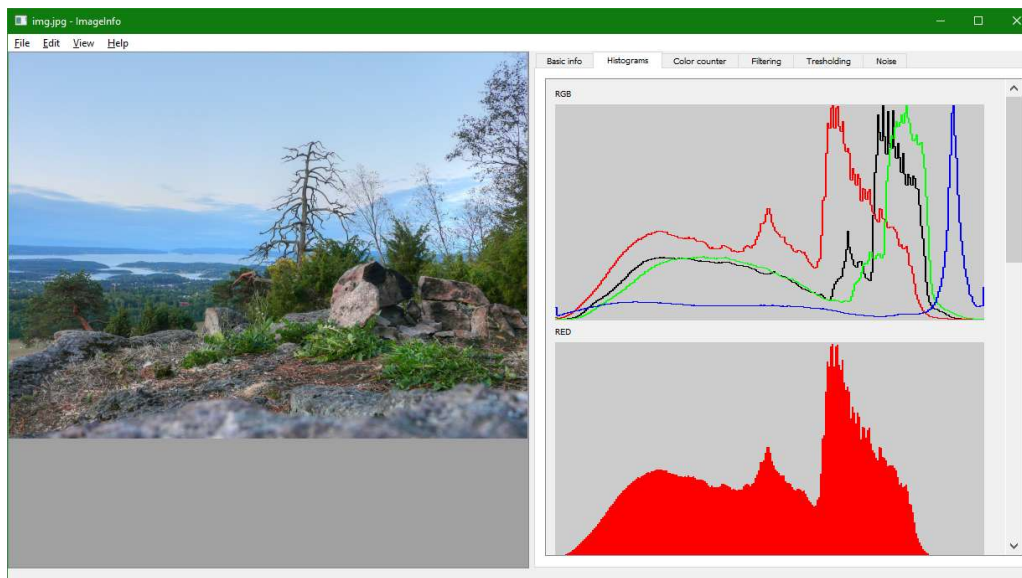 img.jpg - ImageInfo
File Edit View Help
Basic info Histograms Color counter Filtering Tresholding Noise
RGB
RED